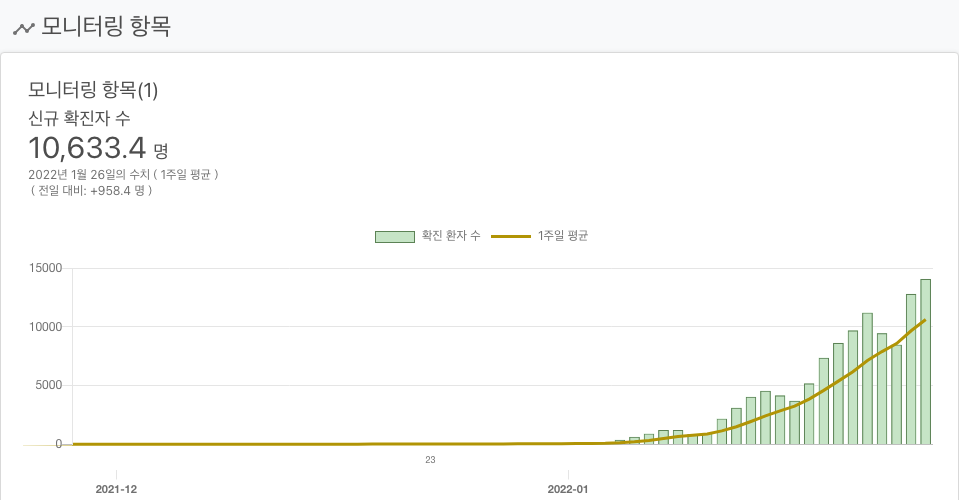 모니터링 항목
모니터링 항목(1)
신규 확진자 수
10,633.4 명
2022년 1월 26일의 수치 ( 1주일 평균 )
( 전일 대비: +958.4 명 )
확진 환자 수 1주일 평균
15000
10000
5000
0
23
2021-12 2022-01